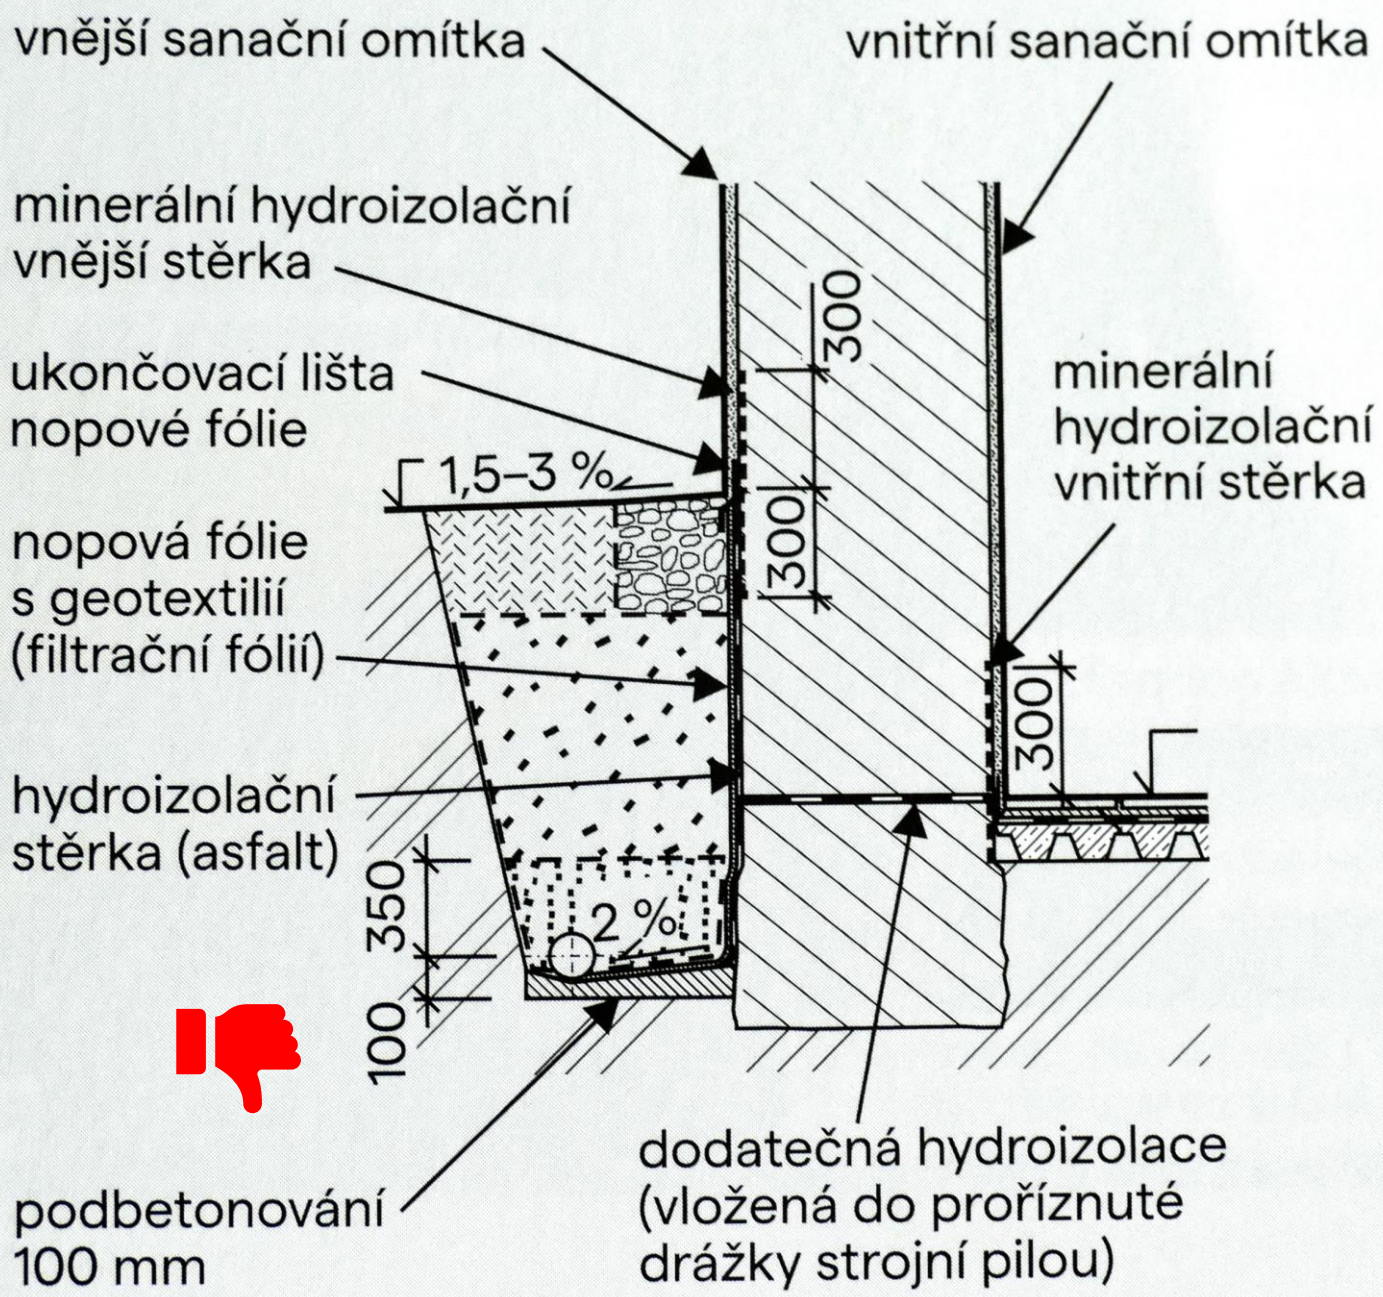 vnější sanační omítka
vnitřní sanační omítka
minerální hydroizolační
vnější stěrka
300
ukončovací lišta
nopové fólie
minerální
hydroizolační
vnitřní stěrka
1,5–3 %
300
nopová fólie
s geotextilií
(filtrační fólií)
300
hydroizolační
stěrka (asfalt)
350
2 %
100
podbetonování
100 mm
dodatečná hydroizolace
(vložená do proříznuté
drážky strojní pilou)